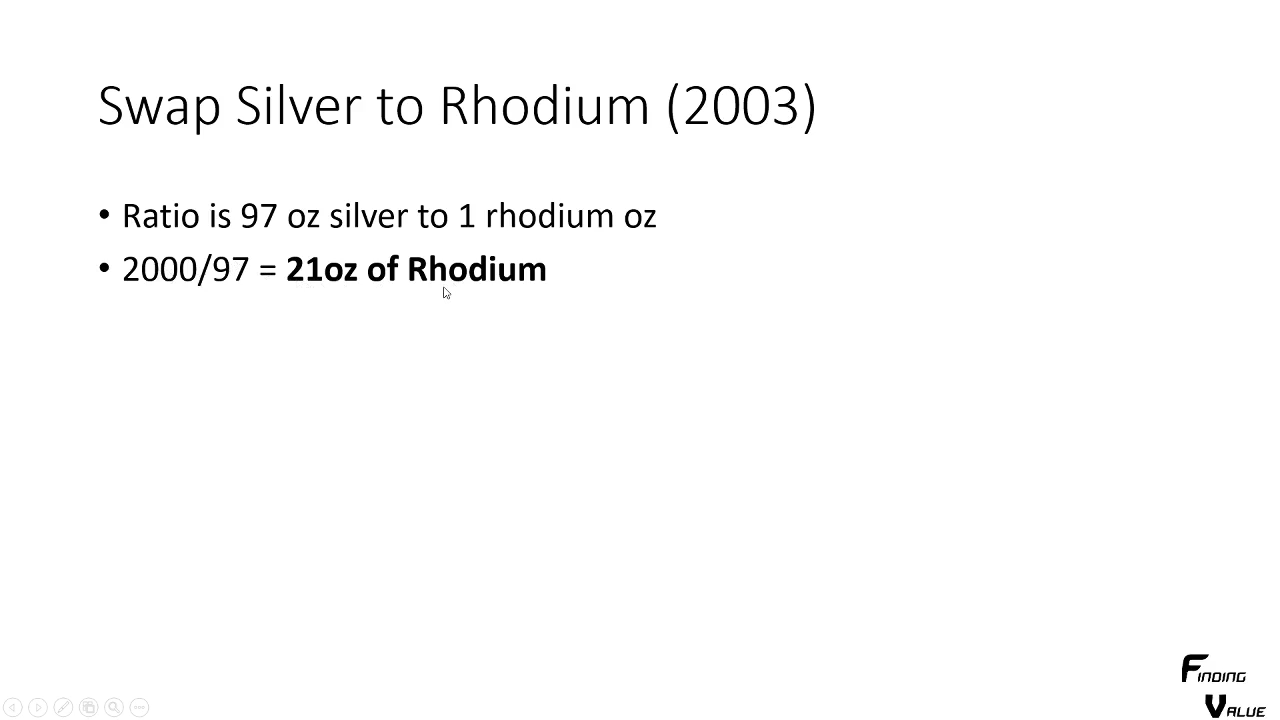 Swap Silver to Rhodium (2003)
• Ratio is 97 oz silver to 1 rhodium oz
• 2000/97 = 21oz of Rhodium
Finding
Value